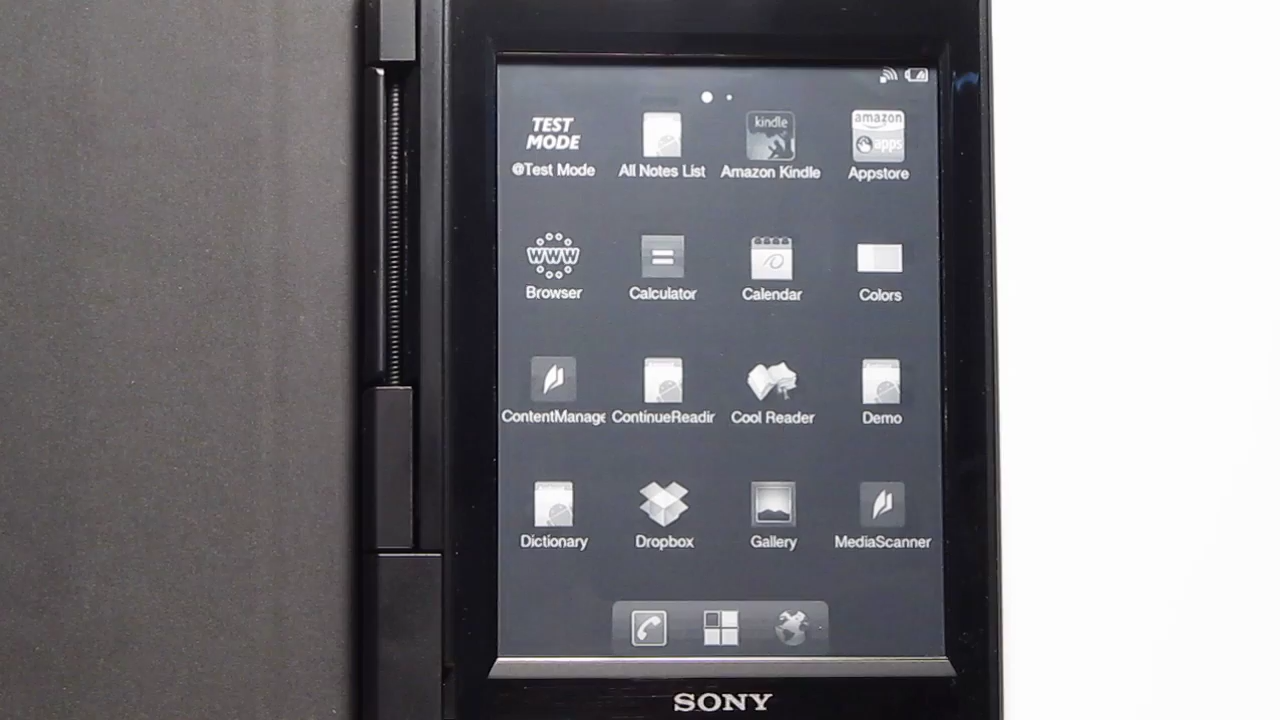 TEST
MODE
kindle
amazon
apps
@Test Mode
All Notes List
Amazon Kindle
Appstore
WWW
Browser
Calculator
Calendar
Colors
ContentManage
ContinueReadir
Cool Reader
Demo
Dictionary
Dropbox
Gallery
MediaScanner
SONY